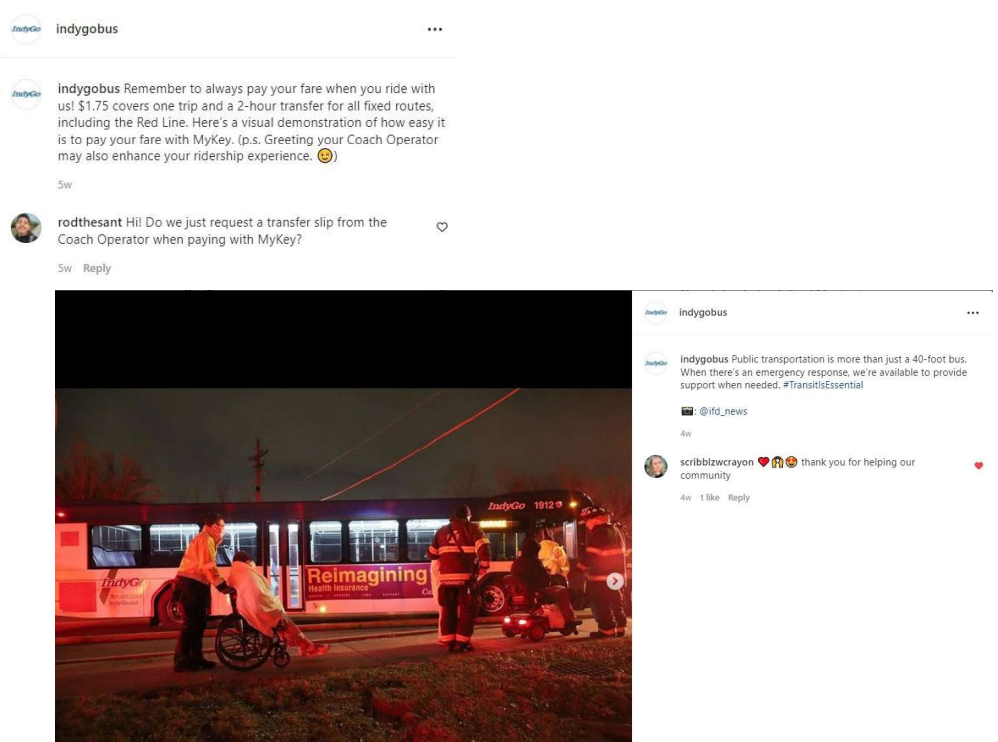 IndyGo
indygobus
•••
IndyGo
indygobus Remember to always pay your fare when you ride with
us! $1.75 covers one trip and a 2-hour transfer for all fixed routes,
including the Red Line. Here's a visual demonstration of how easy it
is to pay your fare with MyKey. (p.s. Greeting your Coach Operator
may also enhance your ridership experience. 😉)
5w
rodthesant Hi! Do we just request a transfer slip from the
Coach Operator when paying with MyKey?
5w Reply
IndyGo 1912
IndyGo
Reimagining
Health Insurance
IndyGo
indygobus
•••
IndyGo
indygobus Public transportation is more than just a 40-foot bus.
When there's an emergency response, we're available to provide
support when needed. #TransitIsEssential
📸: @ifd_news
4w
scribblzwcrayon ❤️🙌😍 thank you for helping our
community
4w 1 like Reply